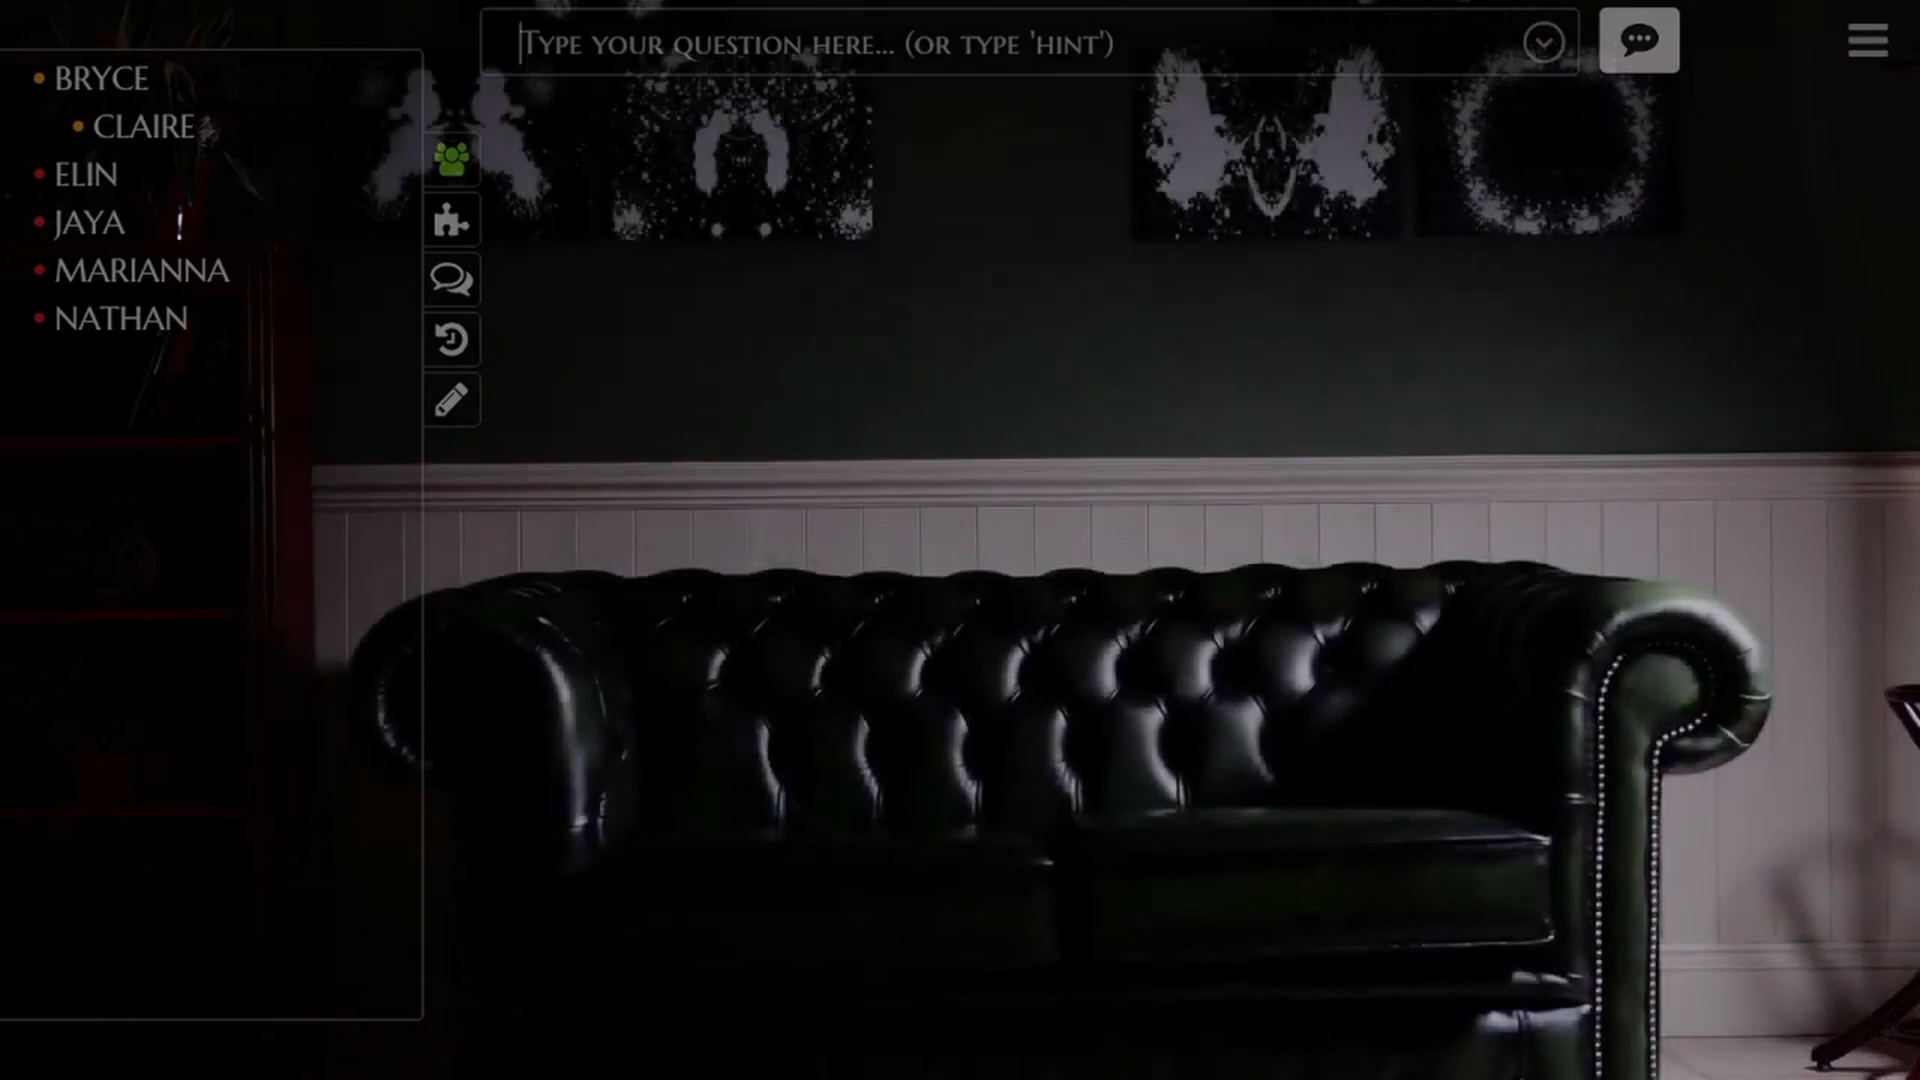 Type your question here... (or type 'hint')
BRYCE
CLAIRE
ELIN
JAYA
MARIANNA
NATHAN